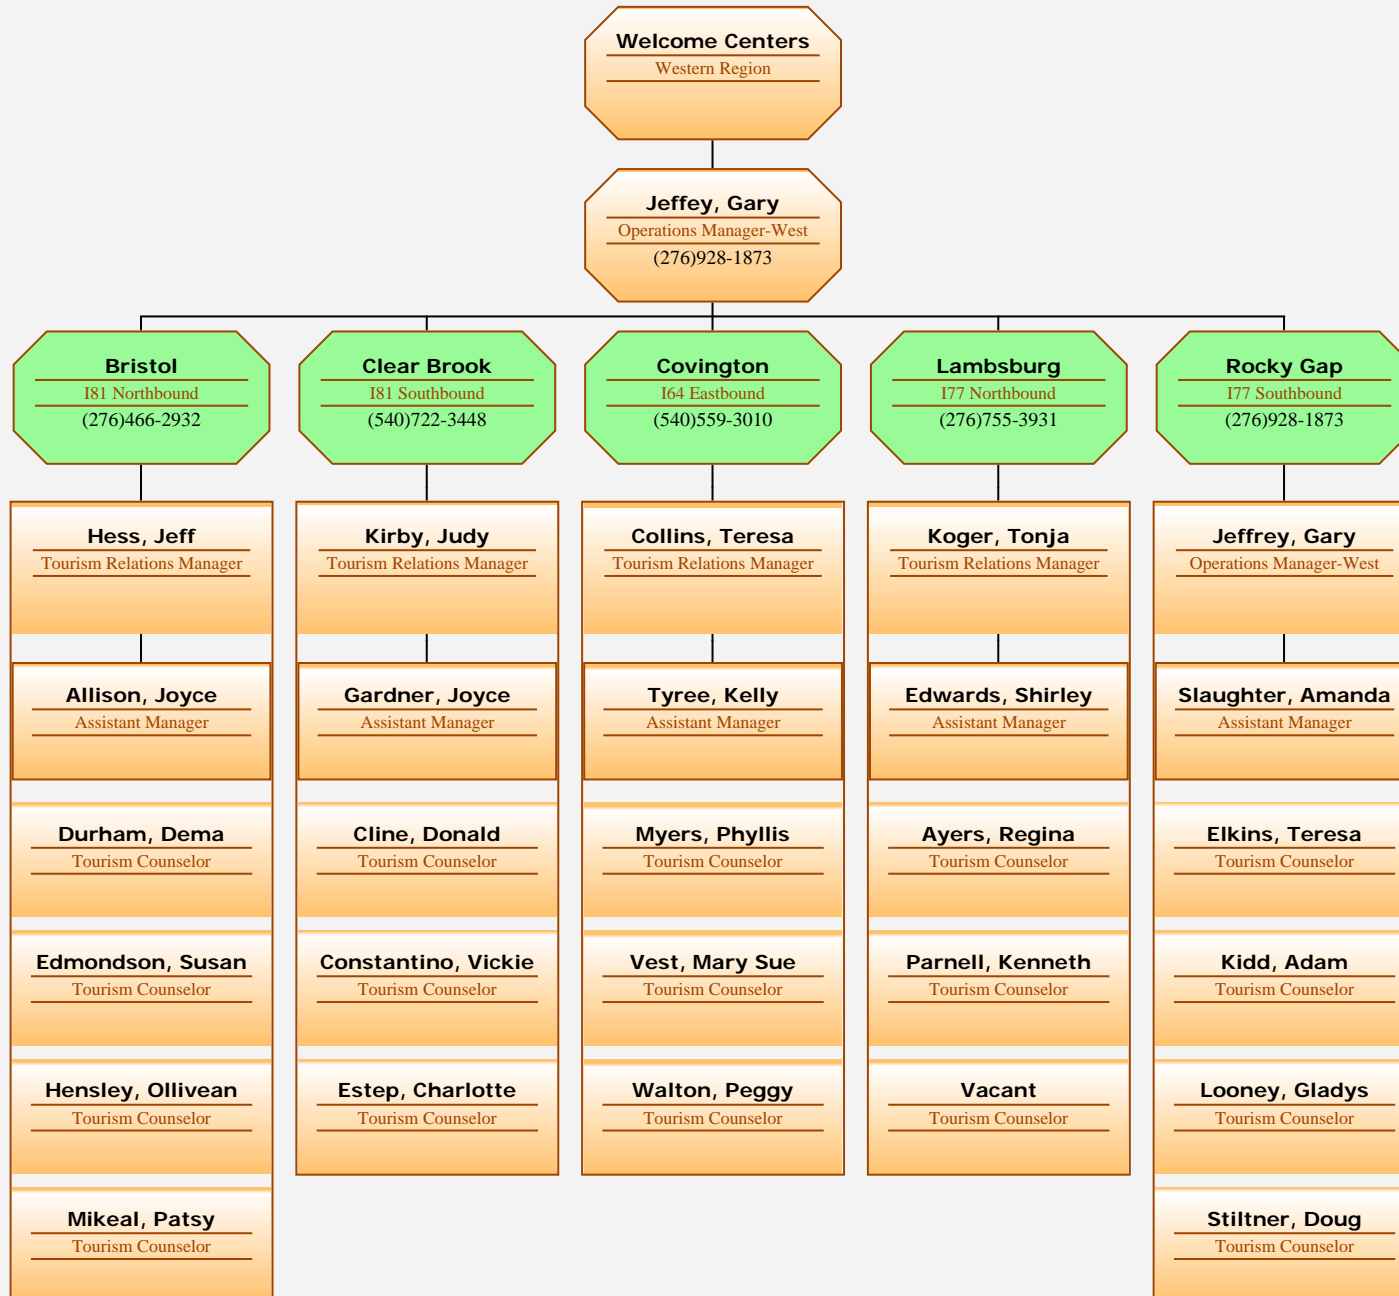 Welcome Centers
Western Region
Jeffey, Gary
Operations Manager-West
(276)928-1873
Bristol
I81 Northbound
(276)466-2932
Clear Brook
I81 Southbound
(540)722-3448
Covington
I64 Eastbound
(540)559-3010
Lambsburg
I77 Northbound
(276)755-3931
Rocky Gap
I77 Southbound
(276)928-1873
Hess, Jeff
Tourism Relations Manager
Kirby, Judy
Tourism Relations Manager
Collins, Teresa
Tourism Relations Manager
Koger, Tonja
Tourism Relations Manager
Jeffrey, Gary
Operations Manager-West
Allison, Joyce
Assistant Manager
Gardner, Joyce
Assistant Manager
Tyree, Kelly
Assistant Manager
Edwards, Shirley
Assistant Manager
Slaughter, Amanda
Assistant Manager
Durham, Dema
Tourism Counselor
Cline, Donald
Tourism Counselor
Myers, Phyllis
Tourism Counselor
Ayers, Regina
Tourism Counselor
Elkins, Teresa
Tourism Counselor
Edmondson, Susan
Tourism Counselor
Constantino, Vickie
Tourism Counselor
Vest, Mary Sue
Tourism Counselor
Parnell, Kenneth
Tourism Counselor
Kidd, Adam
Tourism Counselor
Hensley, Ollivean
Tourism Counselor
Estep, Charlotte
Tourism Counselor
Walton, Peggy
Tourism Counselor
Vacant
Tourism Counselor
Looney, Gladys
Tourism Counselor
Mikeal, Patsy
Tourism Counselor
Stiltner, Doug
Tourism Counselor